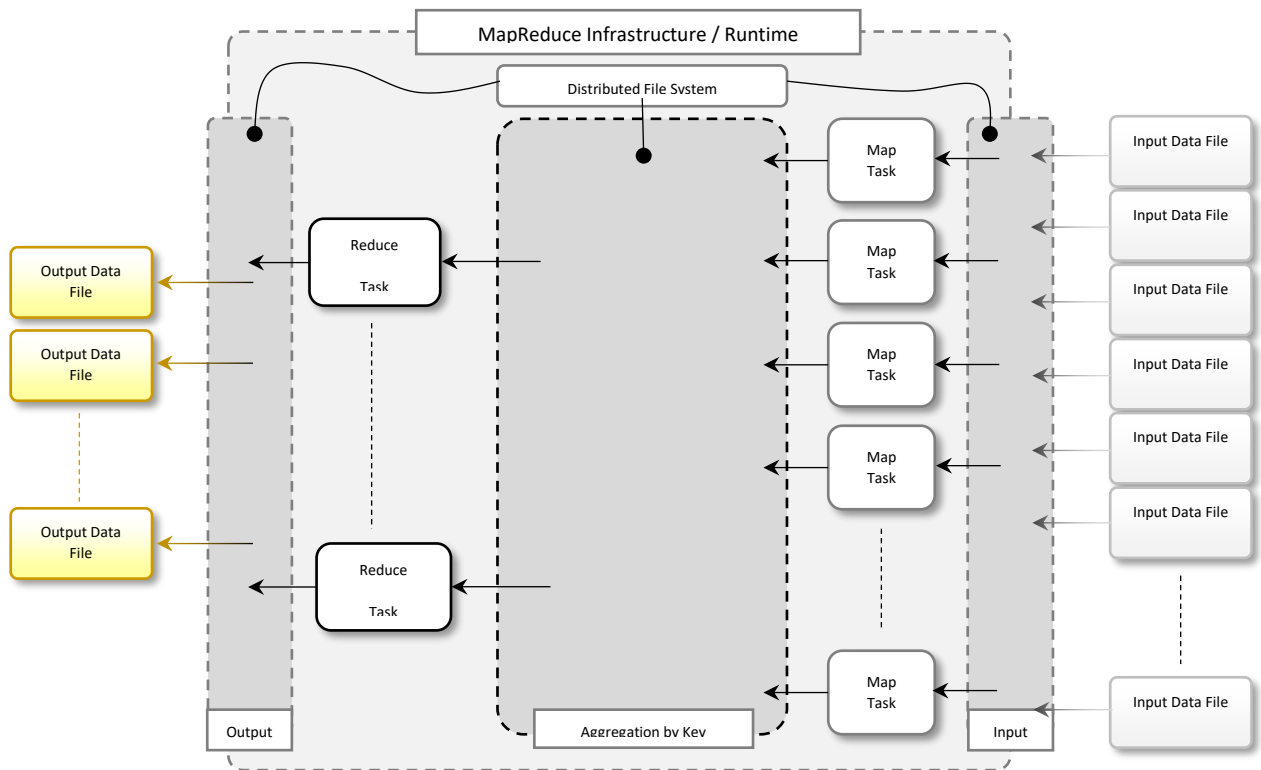 MapReduce Infrastructure / Runtime
Distributed File System
Input Data File
Map
Task
Input Data File
Reduce
Task
Map
Task
Output Data
File
Input Data File
Output Data
File
Map
Task
Input Data File
Map
Task
Input Data File
Output Data
File
Input Data File
Reduce
Task
Map
Task
Input Data File
Output
Aggregation by Key
Input